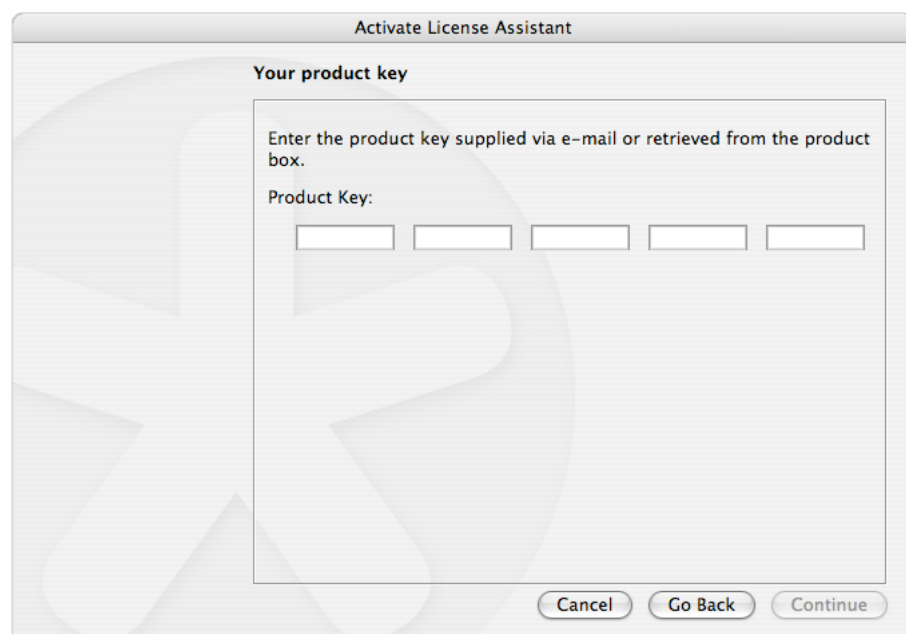 Activate License Assistant
Your product key
Enter the product key supplied via e-mail or retrieved from the product
box.
Product Key:
Cancel
Go Back
Continue